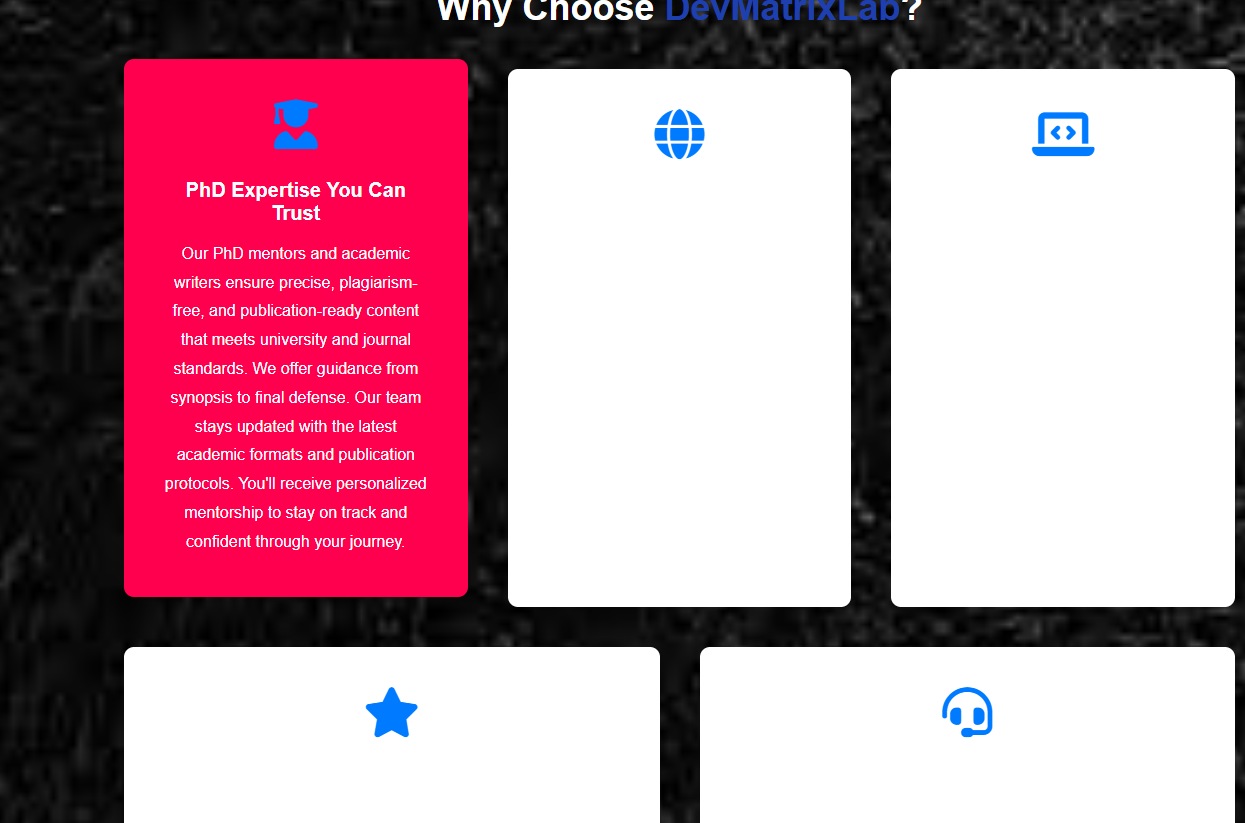 Why Choose DevMatrixLab?
PhD Expertise You Can
Trust
Our PhD mentors and academic
writers ensure precise, plagiarism-
free, and publication-ready content
that meets university and journal
standards. We offer guidance from
synopsis to final defense. Our team
stays updated with the latest
academic formats and publication
protocols. You'll receive personalized
mentorship to stay on track and
confident through your journey.